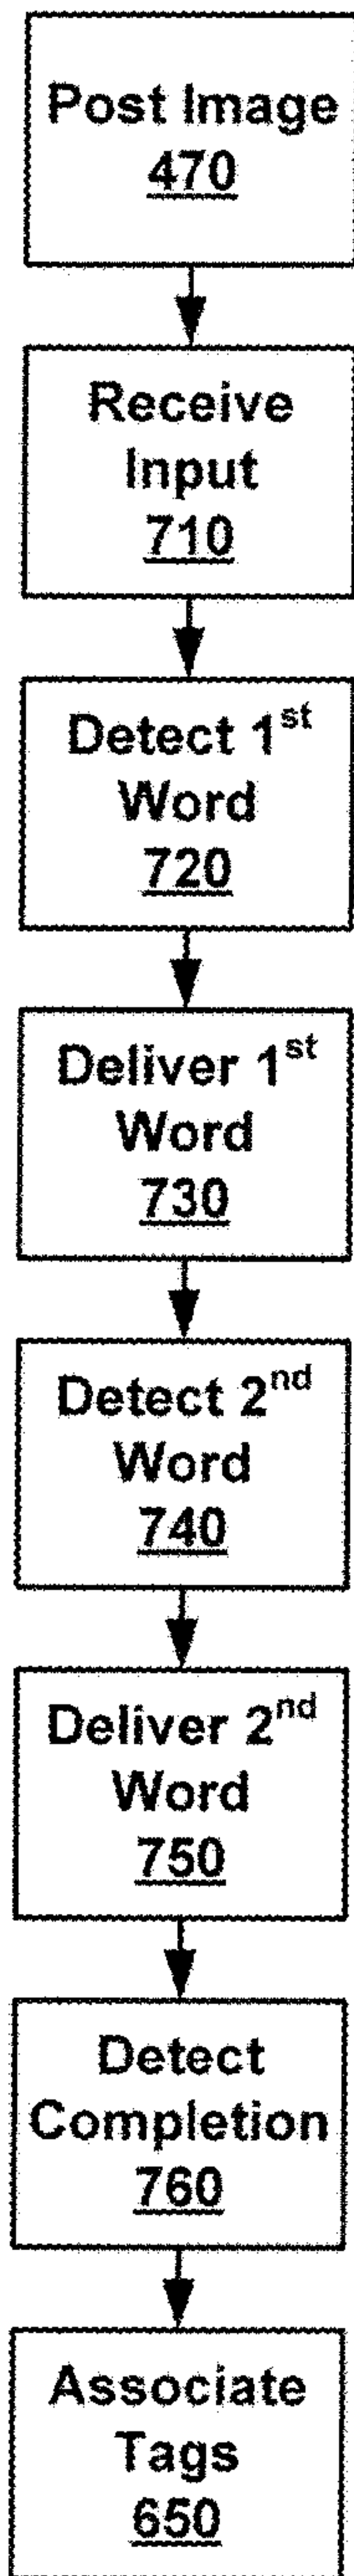 Post Image
470
Receive
Input
710
Detect 1st
Word
720
Deliver 1st
Word
730
Detect 2nd
Word
740
Deliver 2nd
Word
750
Detect
Completion
760
Associate
Tags
650